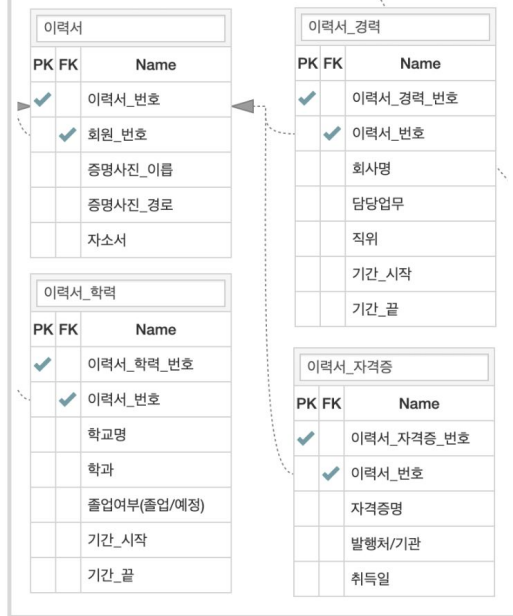 이력서
PK FK Name
이력서_번호
회원_번호
증명사진_이름
증명사진_경로
자소서
이력서_학력
PK FK Name
이력서_학력_번호
이력서_번호
학교명
학과
졸업여부(졸업/예정)
기간_시작
기간_끝
이력서_경력
PK FK Name
이력서_경력_번호
이력서_번호
회사명
담당업무
직위
기간_시작
기간_끝
이력서_자격증
PK FK Name
이력서_자격증_번호
이력서_번호
자격증명
발행처/기관
취득일